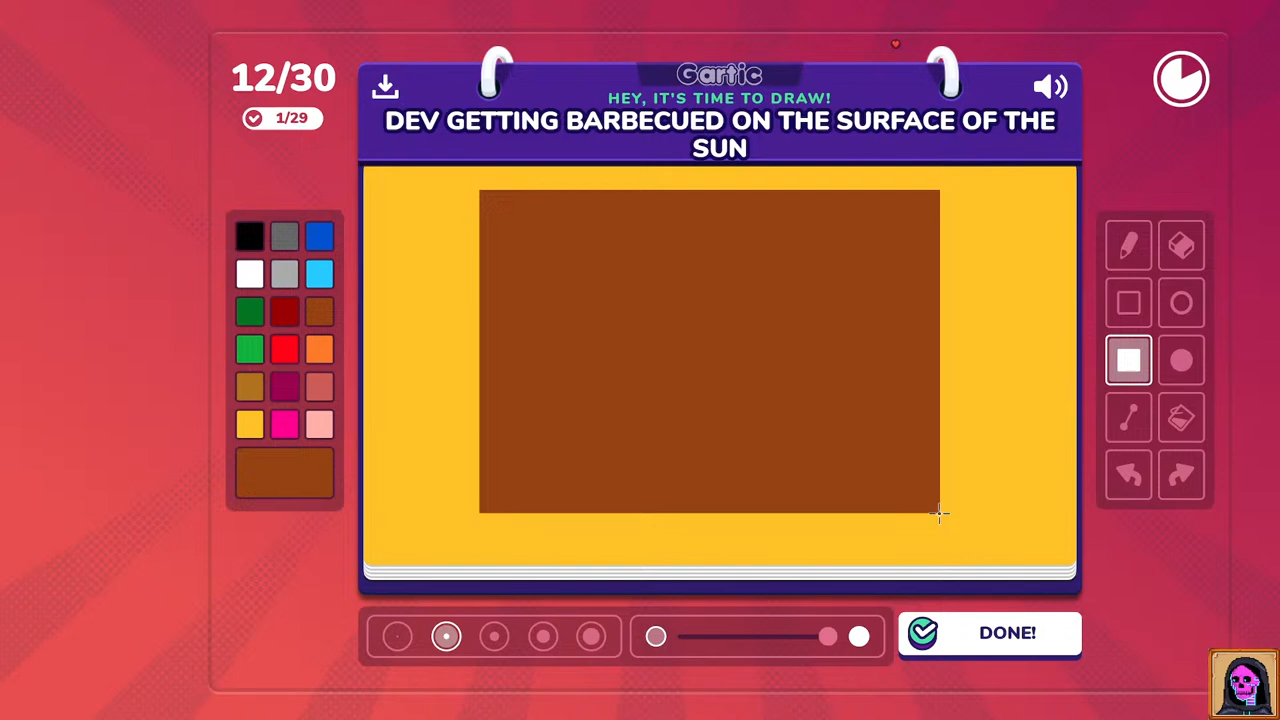 12/30
1/29
Gartic
HEY, IT'S TIME TO DRAW!
DEV GETTING BARBECUED ON THE SURFACE OF THE
SUN
DONE!